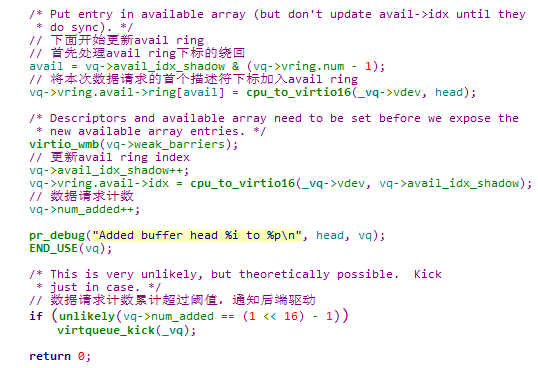 /* Put entry in available array (but don't update avail->idx until they
 * do sync). */
// 下面开始更新avail ring
// 首先处理avail ring下标的绕回
avail = vq->avail_idx_shadow & (vq->vring.num - 1);
// 将本次数据请求的首个描述符下标加入avail ring
vq->vring.avail->ring[avail] = cpu_to_virtio16(_vq->vdev, head);

/* Descriptors and available array need to be set before we expose the
 * new available array entries. */
virtio_wmb(vq->weak_barriers);
// 更新avail ring index
vq->avail_idx_shadow++;
vq->vring.avail->idx = cpu_to_virtio16(_vq->vdev, vq->avail_idx_shadow);
// 数据请求计数
vq->num_added++;

pr_debug("Added buffer head %i to %p\n", head, vq);
END_USE(vq);

/* This is very unlikely, but theoretically possible.  Kick
 * just in case. */
// 数据请求计数累计超过阈值，通知后端驱动
if (unlikely(vq->num_added == (1 << 16) - 1))
    virtqueue_kick(_vq);

return 0;